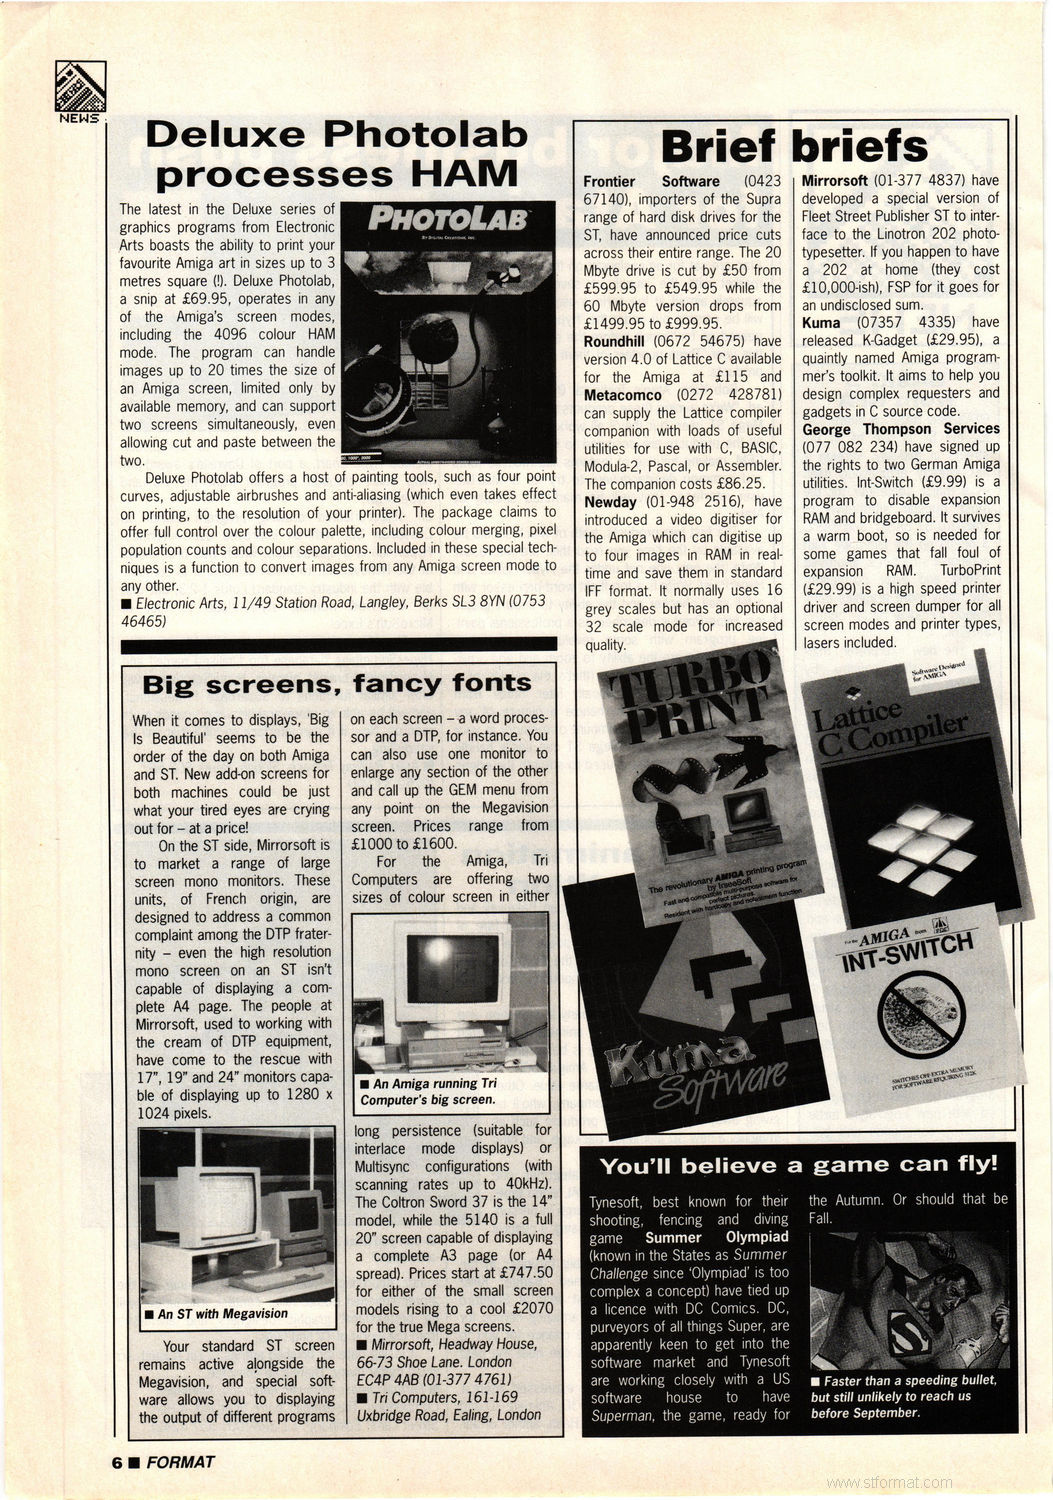 NEWS
Deluxe Photolab
processes HAM
The latest in the Deluxe series of
graphics programs from Electronic
Arts boasts the ability to print your
favourite Amiga art in sizes up to 3
metres square (!). Deluxe Photolab,
a snip at £69.95, operates in any
of the Amiga's screen modes,
including the 4096 colour HAM
mode. The program can handle
images up to 20 times the size of
an Amiga screen, limited only by
available memory, and can support
two screens simultaneously, even
allowing cut and paste between the
two.
PHOTOLAB
BY DIGITAL CREATIONS, INC.
Deluxe Photolab offers a host of painting tools, such as four point
curves, adjustable airbrushes and anti-aliasing (which even takes effect
on printing, to the resolution of your printer). The package claims to
offer full control over the colour palette, including colour merging, pixel
population counts and colour separations. Included in these special tech-
niques is a function to convert images from any Amiga screen mode to
any other.
■ Electronic Arts, 11/49 Station Road, Langley, Berks SL3 8YN (0753
46465)
Big screens, fancy fonts
When it comes to displays, 'Big
Is Beautiful' seems to be the
order of the day on both Amiga
and ST. New add-on screens for
both machines could be just
what your tired eyes are crying
out for – at a price!
On the ST side, Mirrorsoft is
to market a range of large
screen mono monitors. These
units, of French origin, are
designed to address a common
complaint among the DTP frater-
nity – even the high resolution
mono screen on an ST isn't
capable of displaying a com-
plete A4 page. The people at
Mirrorsoft, used to working with
the cream of DTP equipment,
have come to the rescue with
17", 19" and 24" monitors capa-
ble of displaying up to 1280 x
1024 pixels.
■ An ST with Megavision
Your standard ST screen
remains active alongside the
Megavision, and special soft-
ware allows you to displaying
the output of different programs
on each screen – a word proces-
sor and a DTP, for instance. You
can also use one monitor to
enlarge any section of the other
and call up the GEM menu from
any point on the Megavision
screen. Prices range from
£1000 to £1600.
For the Amiga, Tri
Computers are offering two
sizes of colour screen in either
■ An Amiga running Tri
Computer's big screen.
long persistence (suitable for
interlace mode displays) or
Multisync configurations (with
scanning rates up to 40kHz).
The Coltron Sword 37 is the 14"
model, while the 5140 is a full
20" screen capable of displaying
a complete A3 page (or A4
spread). Prices start at £747.50
for either of the small screen
models rising to a cool £2070
for the true Mega screens.
■ Mirrorsoft, Headway House,
66-73 Shoe Lane. London
EC4P 4AB (01-377 4761)
■ Tri Computers, 161-169
Uxbridge Road, Ealing, London
Brief briefs
Frontier Software (0423
67140), importers of the Supra
range of hard disk drives for the
ST, have announced price cuts
across their entire range. The 20
Mbyte drive is cut by £50 from
£599.95 to £549.95 while the
60 Mbyte version drops from
£1499.95 to £999.95.
Roundhill (0672 54675) have
version 4.0 of Lattice C available
for the Amiga at £115 and
Metacomco (0272 428781)
can supply the Lattice compiler
companion with loads of useful
utilities for use with C, BASIC,
Modula-2, Pascal, or Assembler.
The companion costs £86.25.
Newday (01-948 2516), have
introduced a video digitiser for
the Amiga which can digitise up
to four images in RAM in real-
time and save them in standard
IFF format. It normally uses 16
grey scales but has an optional
32 scale mode for increased
quality.
Mirrorsoft (01-377 4837) have
developed a special version of
Fleet Street Publisher ST to inter-
face to the Linotron 202 photo-
typesetter. If you happen to have
a 202 at home (they cost
£10,000-ish), FSP for it goes for
an undisclosed sum.
Kuma (07357 4335) have
released K-Gadget (£29.95), a
quaintly named Amiga program-
mer's toolkit. It aims to help you
design complex requesters and
gadgets in C source code.
George Thompson Services
(077 082 234) have signed up
the rights to two German Amiga
utilities. Int-Switch (£9.99) is a
program to disable expansion
RAM and bridgeboard. It survives
a warm boot, so is needed for
some games that fall foul of
expansion RAM. TurboPrint
(£29.99) is a high speed printer
driver and screen dumper for all
screen modes and printer types,
lasers included.
TURBO
PRINT
The revolutionary AMIGA printing program
by IrseeSoft
Fast and compatible multi-purpose software for
perfect pictures.
Resident with hardcopy and nofastmem function
Software Designed
for AMIGA
Lattice
C Compiler
Kuma
Software
For the AMIGA from
INT-SWITCH
SWITCHES OFF EXTRA MEMORY
FOR SOFTWARE REQUIRING 512K
You'll believe a game can fly!
Tynesoft, best known for their
shooting, fencing and diving
game Summer Olympiad
(known in the States as Summer
Challenge since 'Olympiad' is too
complex a concept) have tied up
a licence with DC Comics. DC,
purveyors of all things Super, are
apparently keen to get into the
software market and Tynesoft
are working closely with a US
software house to have
Superman, the game, ready for
the Autumn. Or should that be
Fall.
■ Faster than a speeding bullet,
but still unlikely to reach us
before September.
6 ■ FORMAT
www.stformat.com